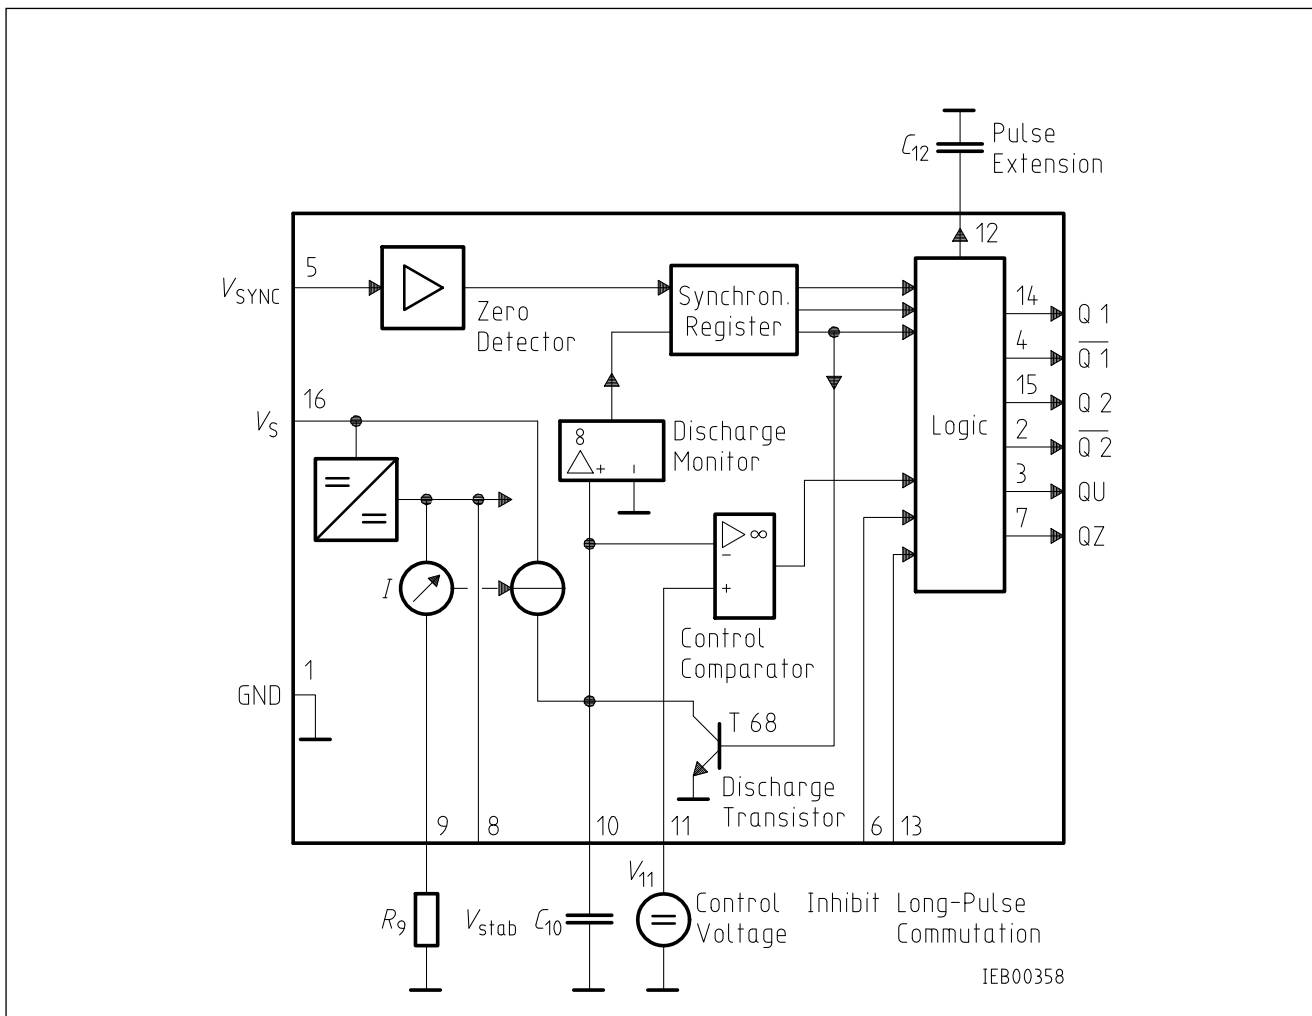 C12
Pulse
Extension
12
5
VSYNC
Zero
Detector
Synchron.
Register
14
Q1
4
Q̅1̅
15
Q2
2
Q̅2̅
3
QU
7
QZ
Logic
16
VS
8
+
-
Discharge
Monitor
∞
-
+
I
Control
Comparator
1
GND
T 68
Discharge
Transistor
9
8
10
11
6
13
R9
Vstab
C10
V11
Control
Voltage
Inhibit
Long-Pulse
Commutation
IEB00358